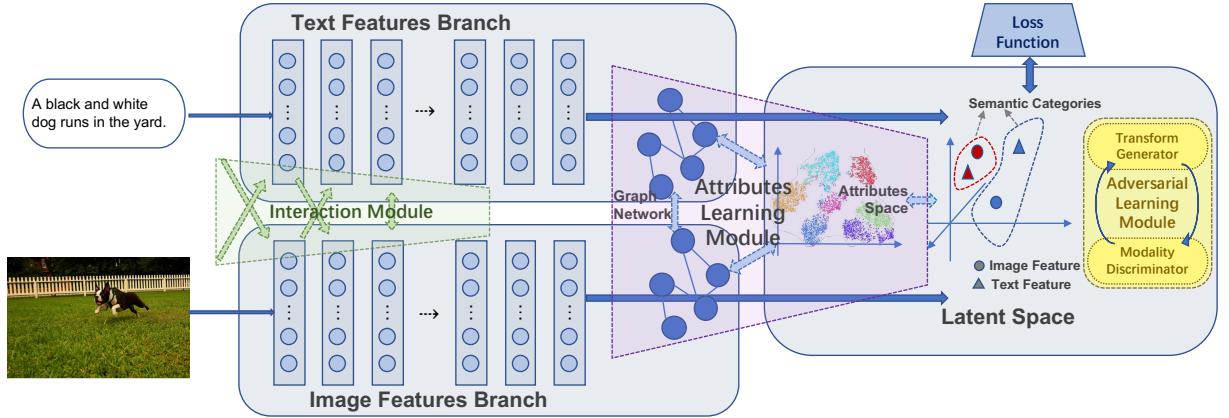 Text Features Branch
Loss
Function
A black and white
dog runs in the yard.
Semantic Categories
Transform
Generator
Adversarial
Learning
Module
Modality
Discriminator
Interaction Module
Graph
Network
Attributes
Learning
Module
Attributes
Space
Image Feature
Text Feature
Latent Space
Image Features Branch